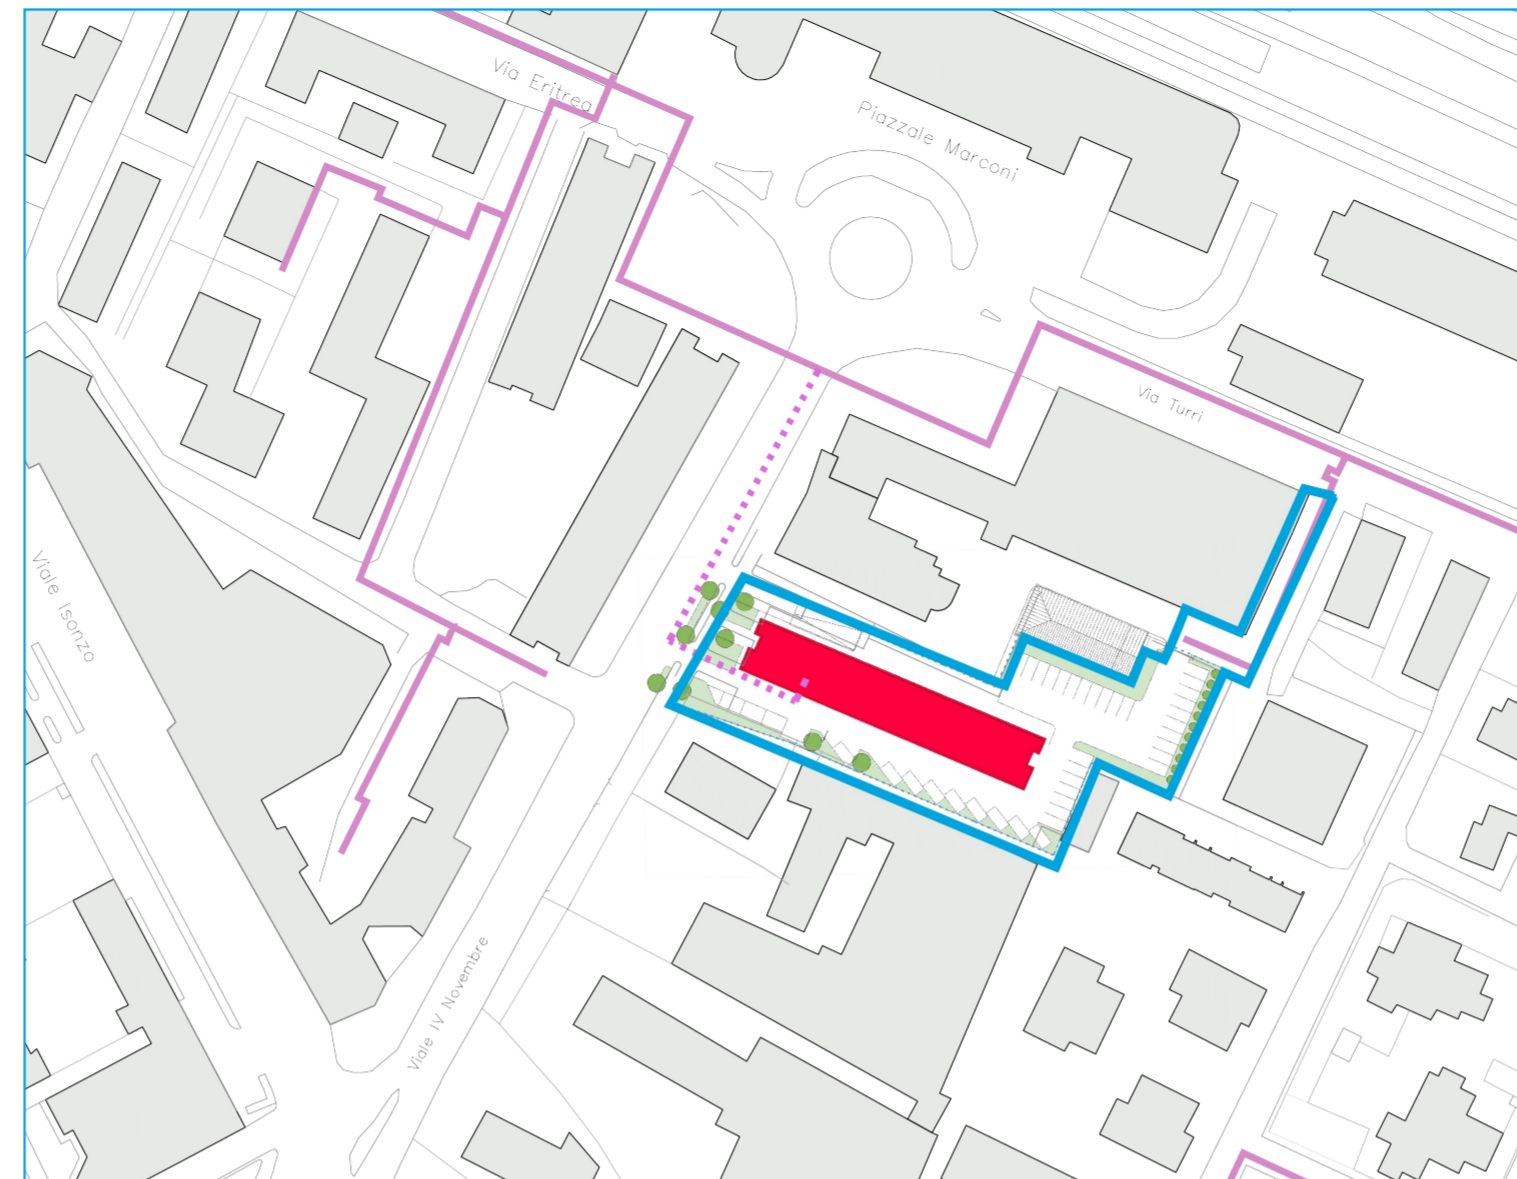 Via Eritrea
Piazzale Marconi
Via Turri
Viale Isonzo
Viale IV Novembre